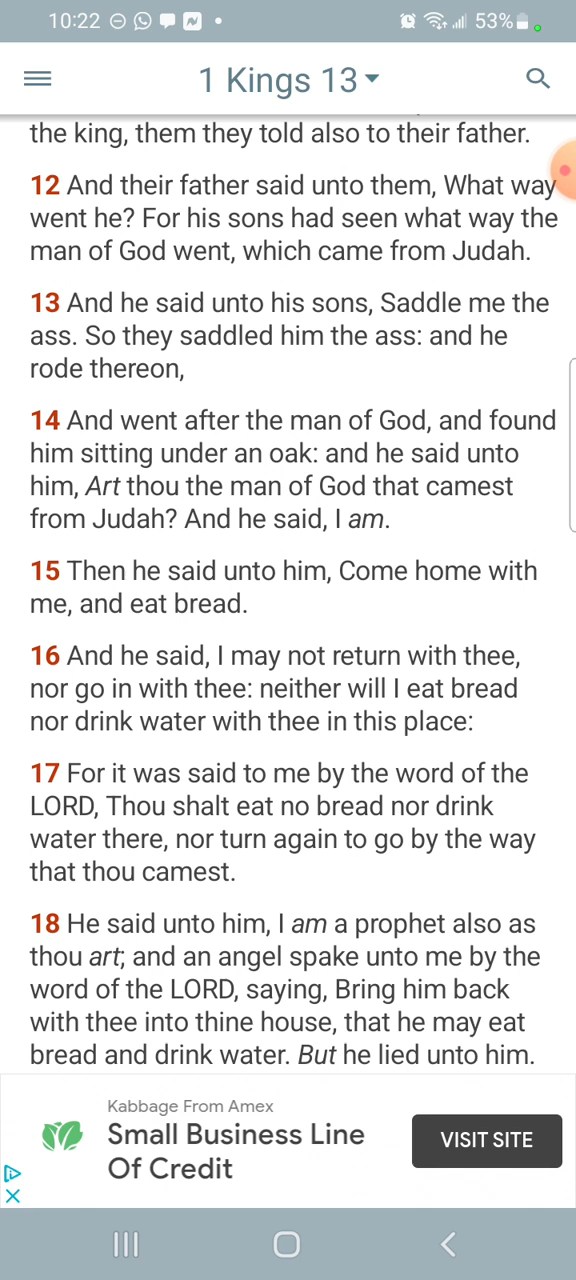 10:22
53%
1 Kings 13
the king, them they told also to their father.
12 And their father said unto them, What way
went he? For his sons had seen what way the
man of God went, which came from Judah.
13 And he said unto his sons, Saddle me the
ass. So they saddled him the ass: and he
rode thereon,
14 And went after the man of God, and found
him sitting under an oak: and he said unto
him, Art thou the man of God that camest
from Judah? And he said, I am.
15 Then he said unto him, Come home with
me, and eat bread.
16 And he said, I may not return with thee,
nor go in with thee: neither will I eat bread
nor drink water with thee in this place:
17 For it was said to me by the word of the
LORD, Thou shalt eat no bread nor drink
water there, nor turn again to go by the way
that thou camest.
18 He said unto him, I am a prophet also as
thou art; and an angel spake unto me by the
word of the LORD, saying, Bring him back
with thee into thine house, that he may eat
bread and drink water. But he lied unto him.
Kabbage From Amex
Small Business Line
Of Credit
VISIT SITE